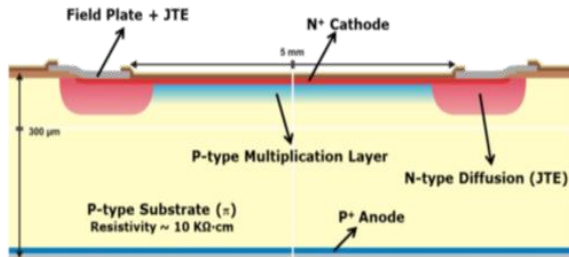 Field Plate + JTE
N⁺ Cathode
5 mm
300 µm
P-type Multiplication Layer
N-type Diffusion (JTE)
P-type Substrate (π)
Resistivity ~ 10 KΩ·cm
P⁺ Anode